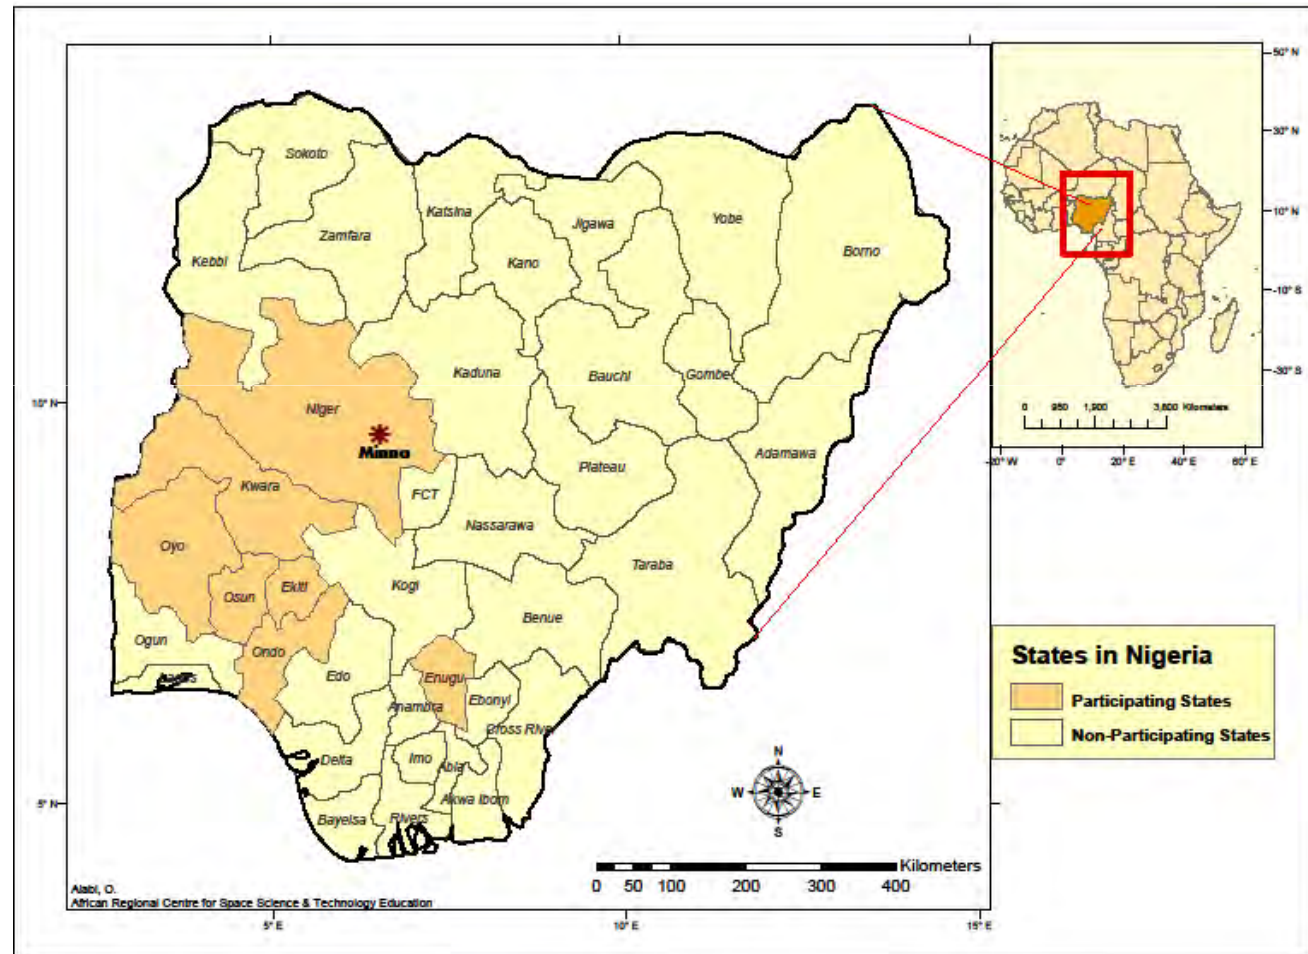 50° N
30° N
10° N
-10° S
-30° S
20° W
0°
20° E
40° E
60° E
0
950
1,900
3,800 Kilometers
Sokoto
Katsina
Jigawa
Yobe
Zamfara
Kebbi
Kano
Borno
Kaduna
Bauchi
Gombe
10° N
Niger
Minna
Plateau
Adamawa
Kwara
FCT
Nassarawa
Oyo
Taraba
Kogi
Osun
Ekiti
Benue
Ogun
Ondo
Edo
Enugu
Ebonyi
Anambra
Cross Rive
Delta
Imo
Abia
Akwa Ibom
Bayelsa
Rivers
5° N
N
W
E
S
States in Nigeria
Participating States
Non-Participating States
Kilometers
0 50 100 200 300 400
Alabi, O.
African Regional Centre for Space Science & Technology Education
5° E
10° E
15° E